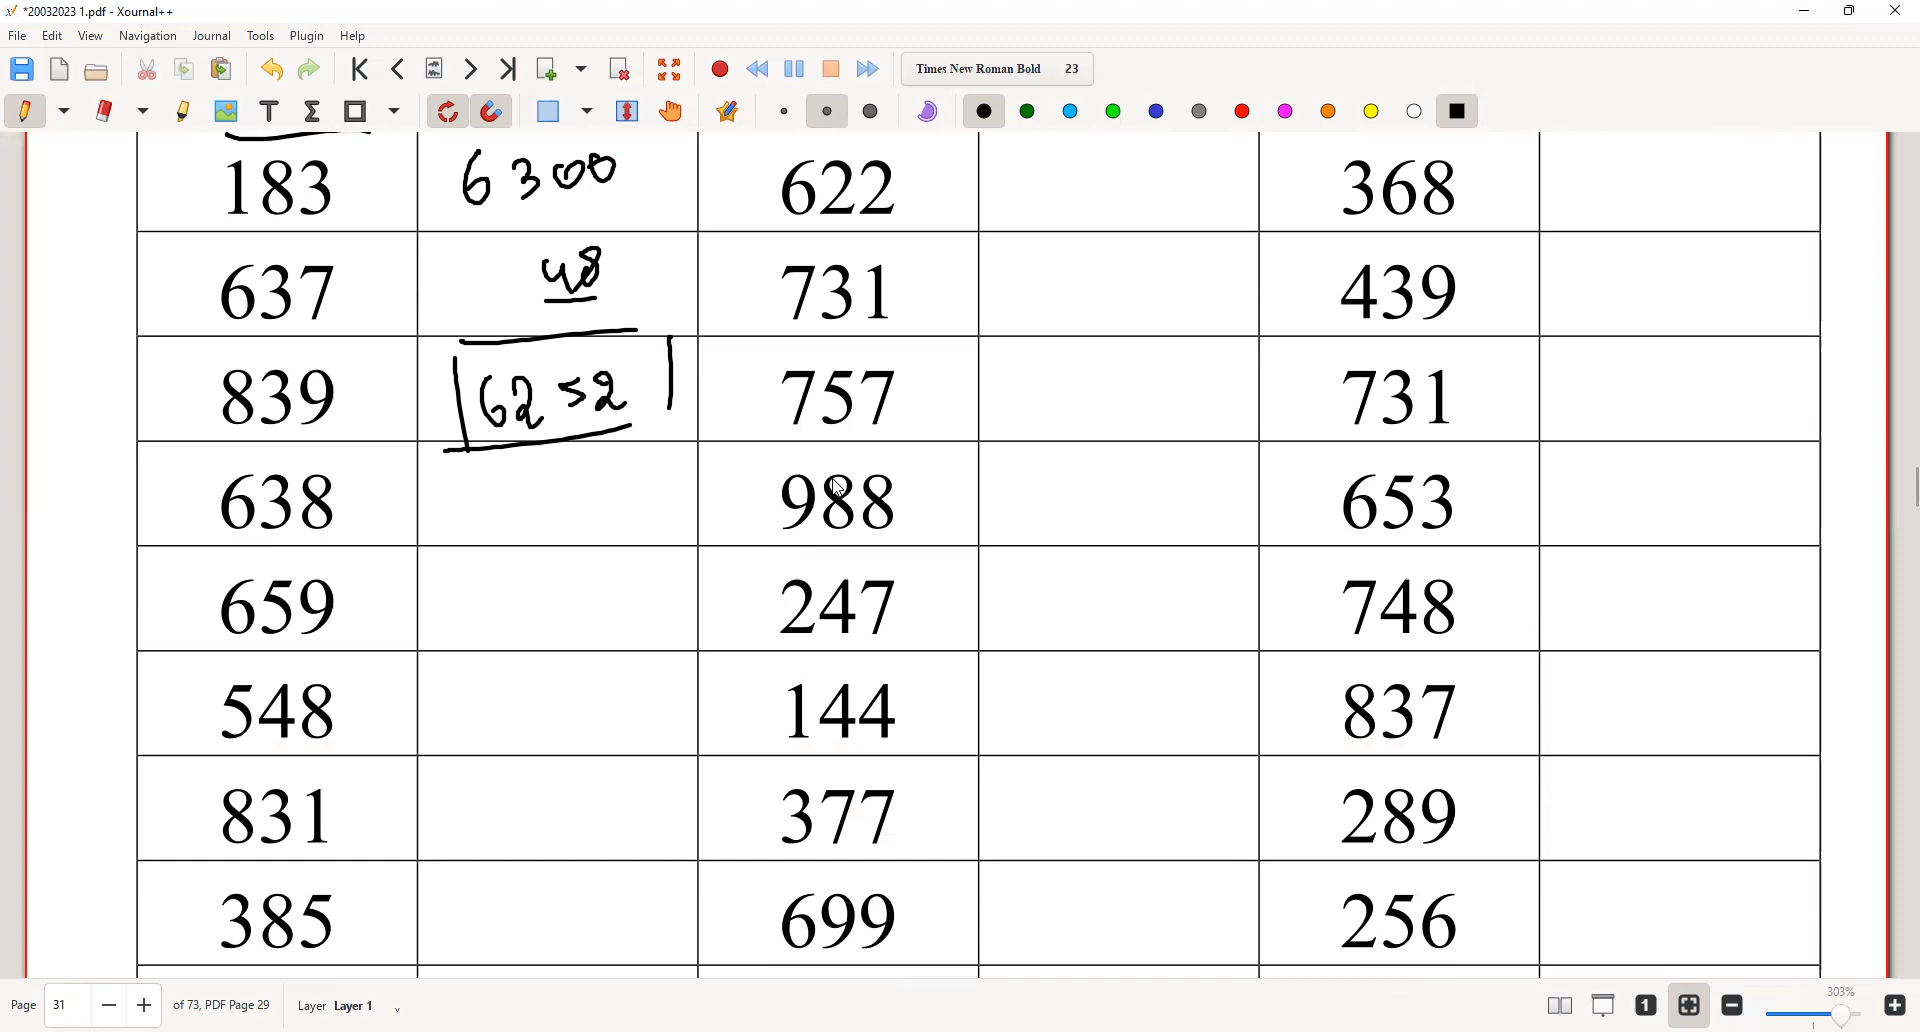 *20032023 1.pdf - Xournal++
File Edit View Navigation Journal Tools Plugin Help
Times New Roman Bold 23
183 6300 622 368
637 48 731 439
839 6252 757 731
638 988 653
659 247 748
548 144 837
831 377 289
385 699 256
303%
Page 31 of 73, PDF Page 29 Layer Layer 1